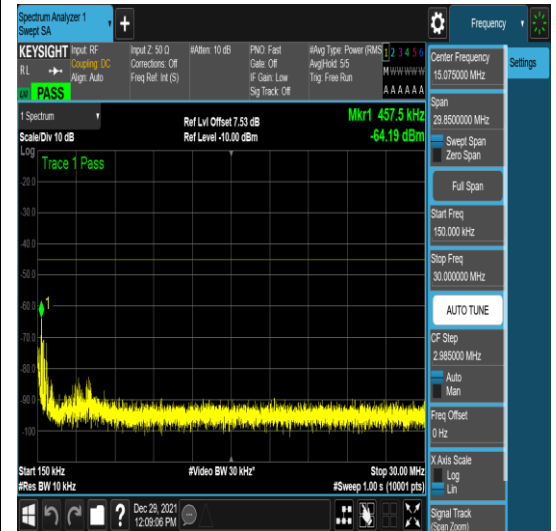 Spectrum Analyzer 1
Swept SA
Frequency
KEYSIGHT Input: RF Input Z: 50 Ω #Atten: 10 dB PNO: Fast #Avg Type: Power (RMS 1 2 3 4 5 6
RL Coupling: DC Corrections: Off Gate: Off Avg|Hold: 5/5 M W W W W W
Align: Auto Freq Ref: Int (S) IF Gain: Low Trig: Free Run
PASS Sig Track: Off A A A A A A
1 Spectrum
Ref Lvl Offset 7.53 dB Mkr1 457.5 kHz
Scale/Div 10 dB Ref Level -10.00 dBm -64.19 dBm
Log
Trace 1 Pass
-20.0
-30.0
-40.0
-50.0
-60.0
1
-70.0
-80.0
-90.0
-100
Start 150 kHz #Video BW 30 kHz* Stop 30.00 MHz
#Res BW 10 kHz #Sweep 1.00 s (10001 pts)
Dec 29, 2021
12:09:06 PM
Center Frequency
15.075000 MHz
Settings
Span
29.8500000 MHz
Swept Span
Zero Span
Full Span
Start Freq
150.000 kHz
Stop Freq
30.000000 MHz
AUTO TUNE
CF Step
2.985000 MHz
Auto
Man
Freq Offset
0 Hz
X Axis Scale
Log
Lin
Signal Track
(Span Zoom)